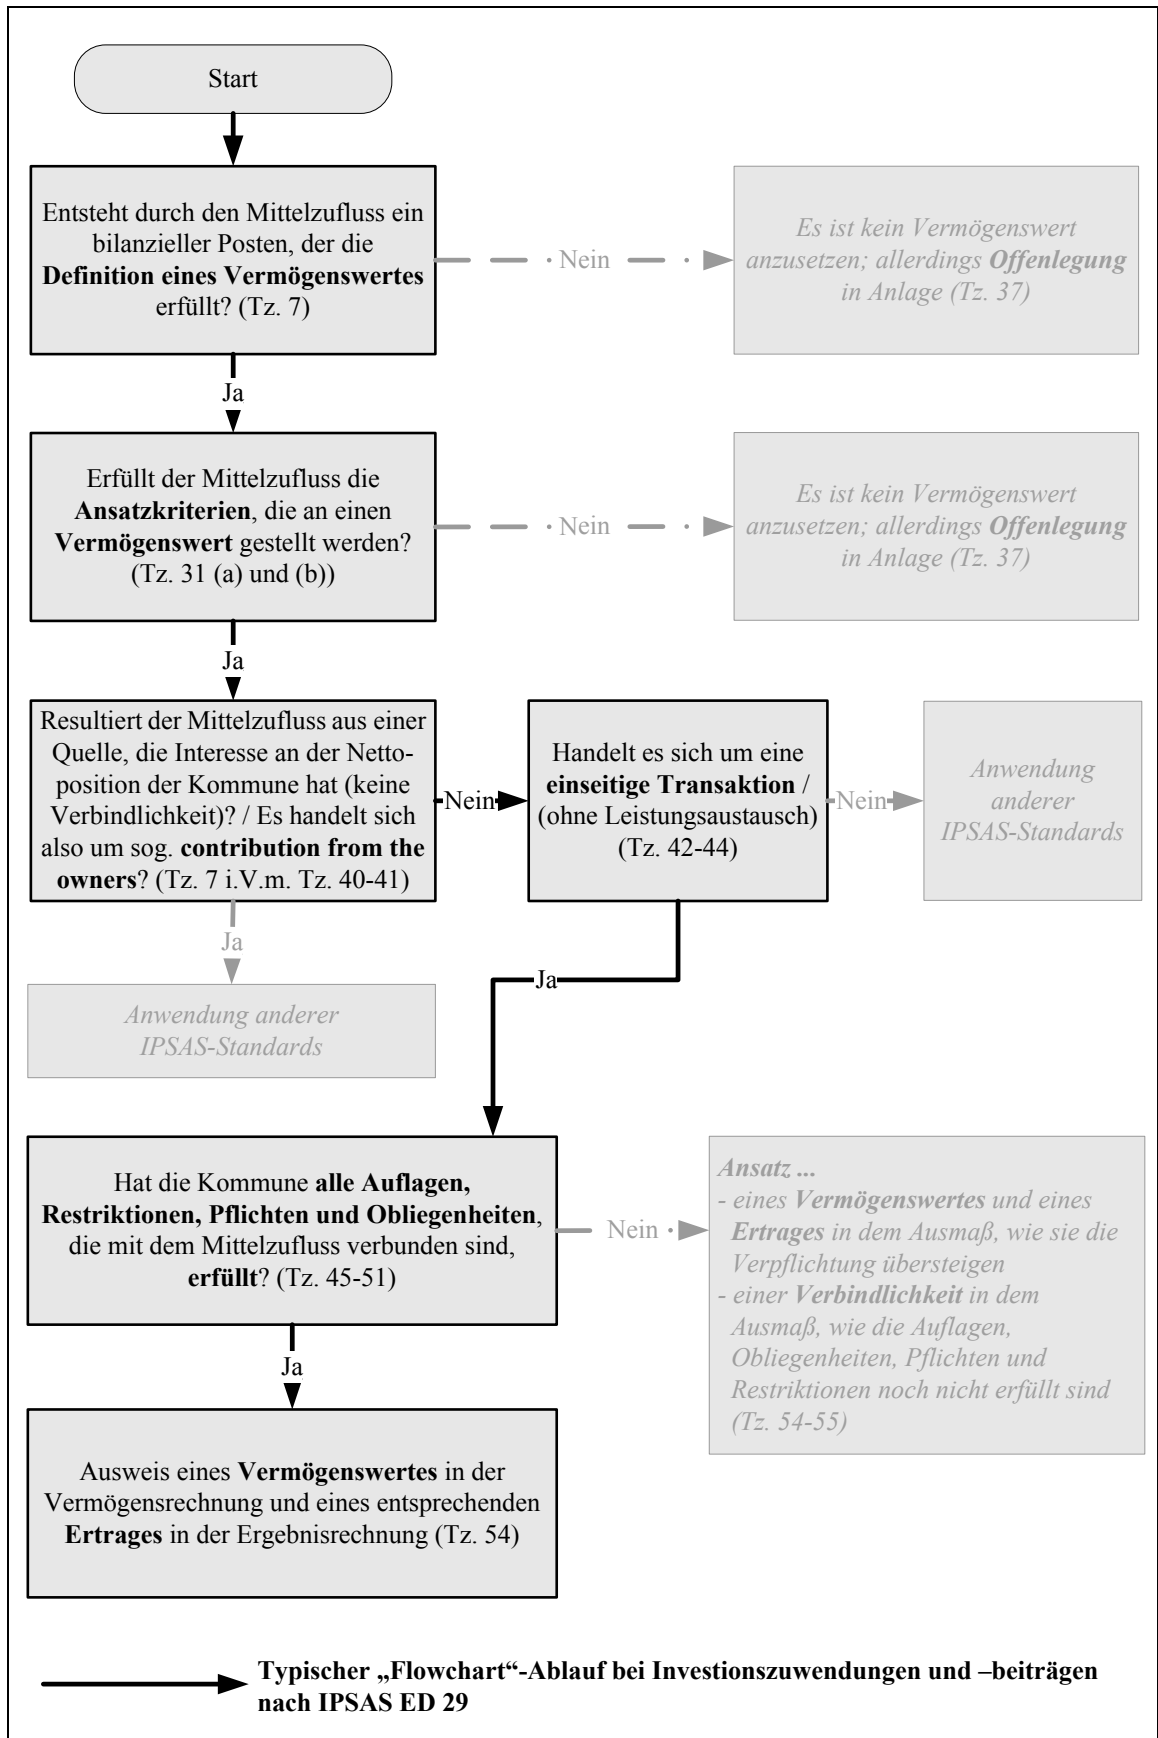 Start
Entsteht durch den Mittelzufluss ein
bilanzieller Posten, der die
Definition eines Vermögenswertes
erfüllt? (Tz. 7)
Nein
Es ist kein Vermögenswert
anzusetzen; allerdings Offenlegung
in Anlage (Tz. 37)
Ja
Erfüllt der Mittelzufluss die
Ansatzkriterien, die an einen
Vermögenswert gestellt werden?
(Tz. 31 (a) und (b))
Nein
Es ist kein Vermögenswert
anzusetzen; allerdings Offenlegung
in Anlage (Tz. 37)
Ja
Resultiert der Mittelzufluss aus einer
Quelle, die Interesse an der Netto-
position der Kommune hat (keine
Verbindlichkeit)? / Es handelt sich
also um sog. contribution from the
owners? (Tz. 7 i.V.m. Tz. 40-41)
Nein
Handelt es sich um eine
einseitige Transaktion /
(ohne Leistungsaustausch)
(Tz. 42-44)
Nein
Anwendung
anderer
IPSAS-Standards
Ja
Anwendung anderer
IPSAS-Standards
Ja
Hat die Kommune alle Auflagen,
Restriktionen, Pflichten und Obliegenheiten,
die mit dem Mittelzufluss verbunden sind,
erfüllt? (Tz. 45-51)
Nein
Ansatz ...
- eines Vermögenswertes und eines
Ertrages in dem Ausmaß, wie sie die
Verpflichtung übersteigen
- einer Verbindlichkeit in dem
Ausmaß, wie die Auflagen,
Obliegenheiten, Pflichten und
Restriktionen noch nicht erfüllt sind
(Tz. 54-55)
Ja
Ausweis eines Vermögenswertes in der
Vermögensrechnung und eines entsprechenden
Ertrages in der Ergebnisrechnung (Tz. 54)
Typischer „Flowchart“-Ablauf bei Investionszuwendungen und –beiträgen
nach IPSAS ED 29